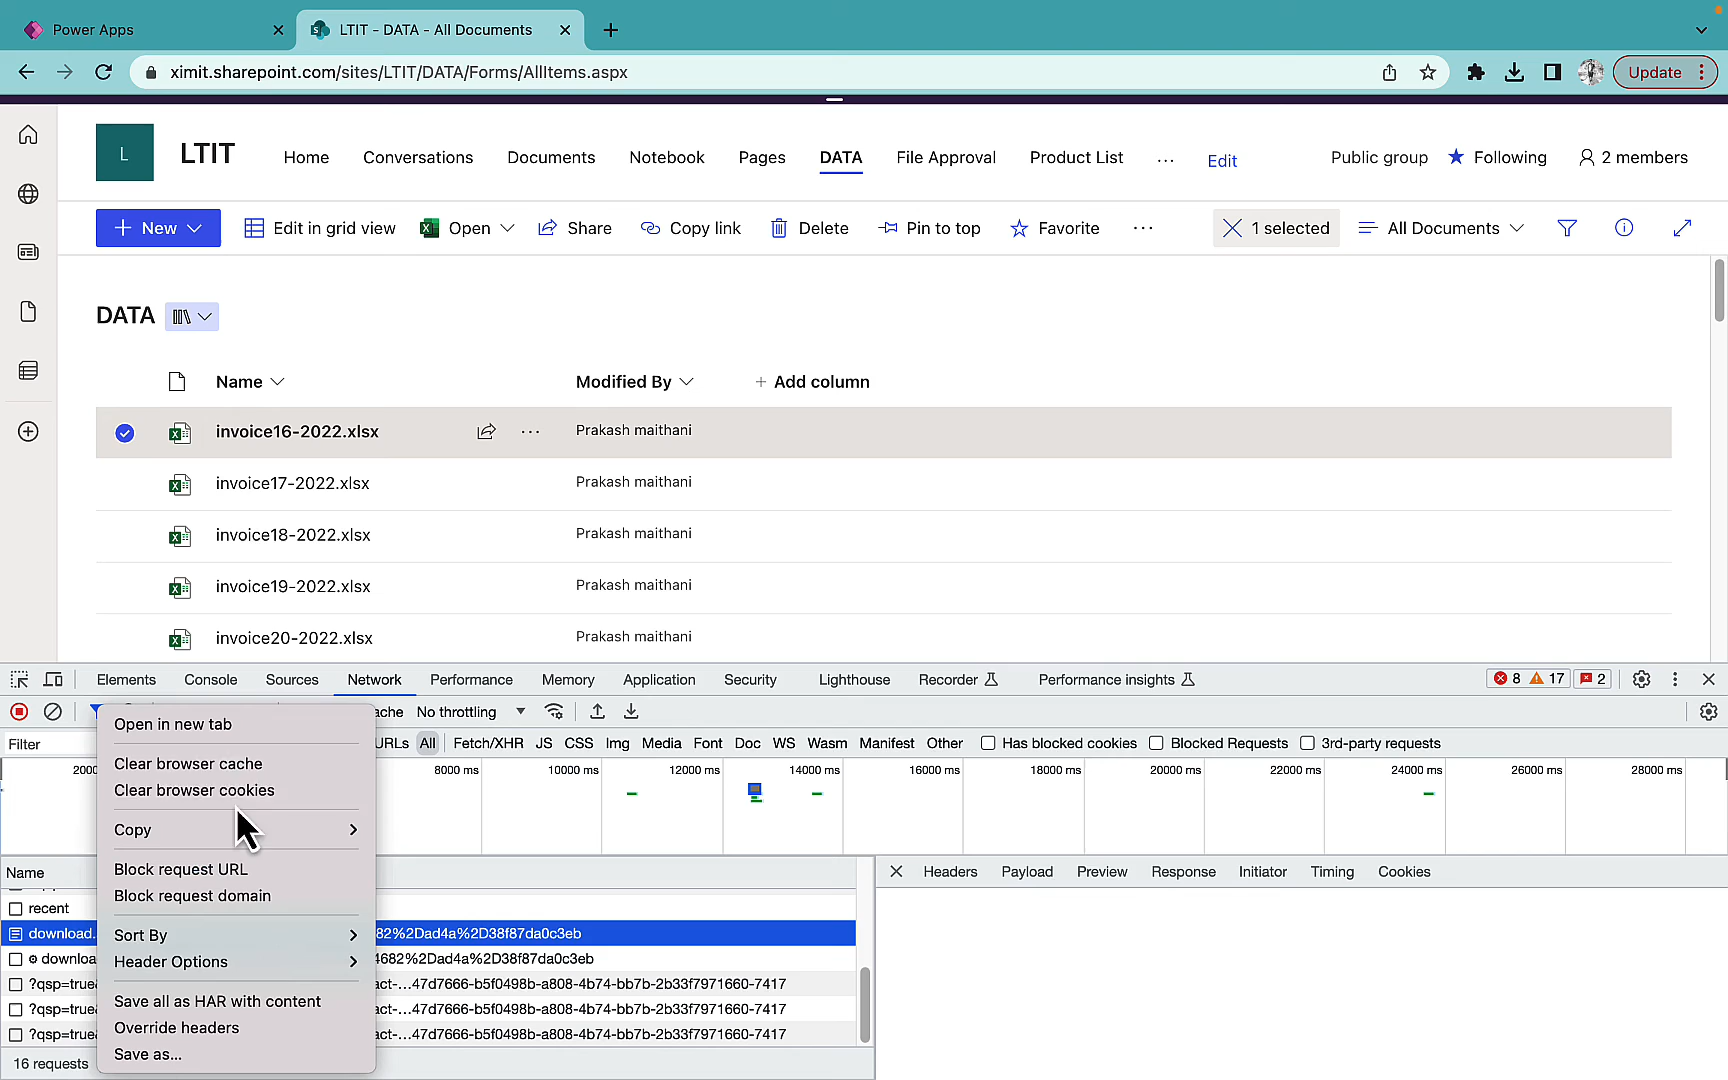 Power Apps
LTIT - DATA - All Documents
ximit.sharepoint.com/sites/LTIT/DATA/Forms/AllItems.aspx
Update
L
LTIT
Home
Conversations
Documents
Notebook
Pages
DATA
File Approval
Product List
Edit
Public group
Following
2 members
New
Edit in grid view
Open
Share
Copy link
Delete
Pin to top
Favorite
1 selected
All Documents
DATA
Name
Modified By
Add column
invoice16-2022.xlsx
Prakash maithani
invoice17-2022.xlsx
Prakash maithani
invoice18-2022.xlsx
Prakash maithani
invoice19-2022.xlsx
Prakash maithani
invoice20-2022.xlsx
Prakash maithani
Elements
Console
Sources
Network
Performance
Memory
Application
Security
Lighthouse
Recorder
Performance insights
8
17
2
ache
No throttling
Filter
URLs
All
Fetch/XHR
JS
CSS
Img
Media
Font
Doc
WS
Wasm
Manifest
Other
Has blocked cookies
Blocked Requests
3rd-party requests
2000
8000 ms
10000 ms
12000 ms
14000 ms
16000 ms
18000 ms
20000 ms
22000 ms
24000 ms
26000 ms
28000 ms
Open in new tab
Clear browser cache
Clear browser cookies
Copy
Block request URL
Block request domain
Sort By
Header Options
Save all as HAR with content
Override headers
Save as...
Name
Headers
Payload
Preview
Response
Initiator
Timing
Cookies
recent
download.
82%2Dad4a%2D38f87da0c3eb
downloa
4682%2Dad4a%2D38f87da0c3eb
?qsp=true
act-...47d7666-b5f0498b-a808-4b74-bb7b-2b33f7971660-7417
?qsp=true
act-...47d7666-b5f0498b-a808-4b74-bb7b-2b33f7971660-7417
?qsp=true
act-...47d7666-b5f0498b-a808-4b74-bb7b-2b33f7971660-7417
16 requests